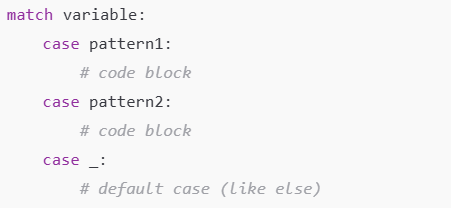 match variable:
    case pattern1:
        # code block
    case pattern2:
        # code block
    case _:
        # default case (like else)